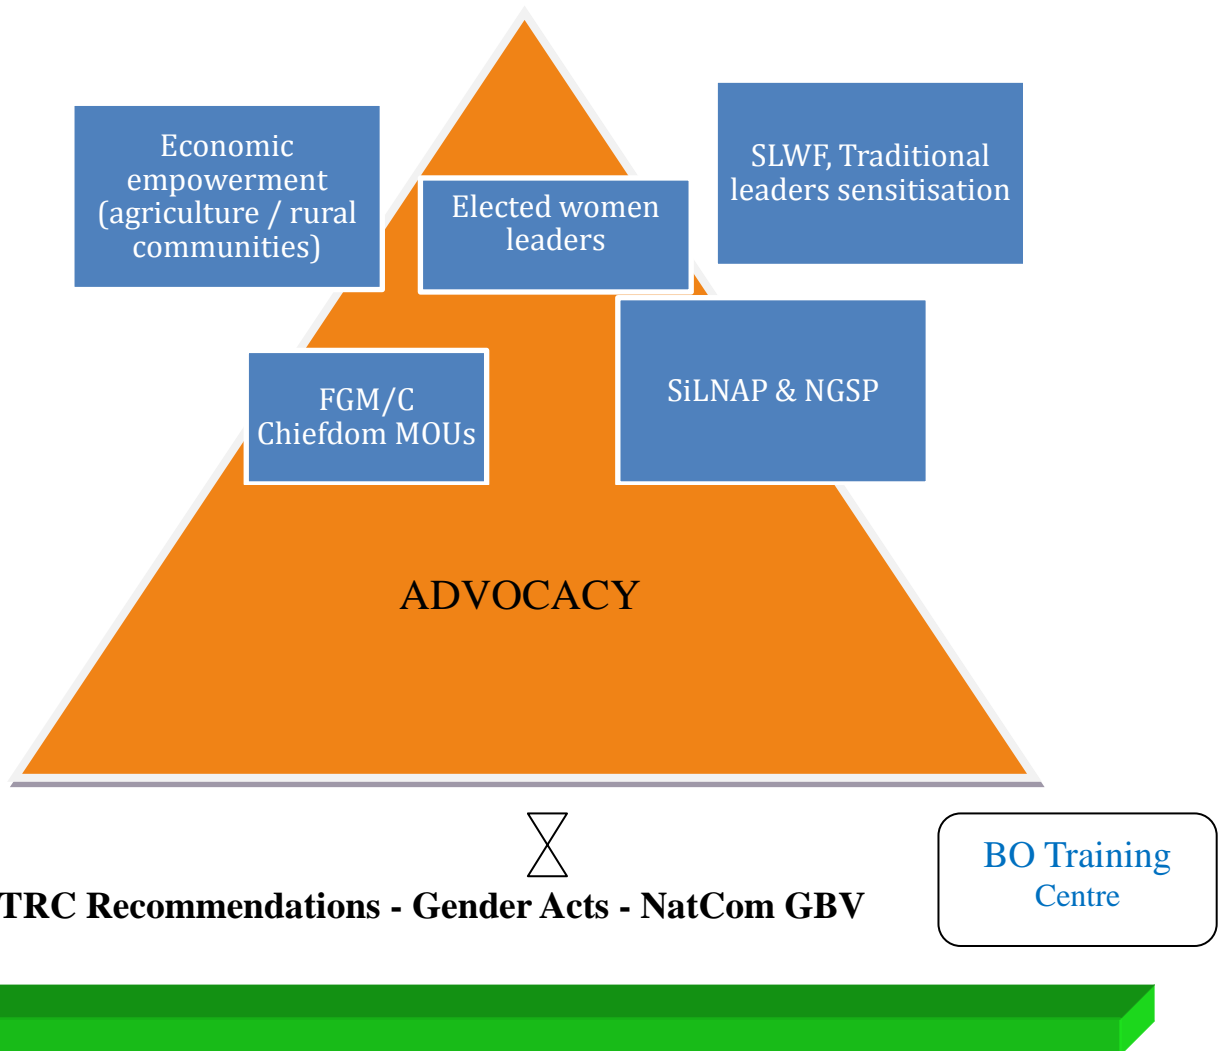 Economic
empowerment
(agriculture / rural
communities)
SLWF, Traditional
leaders sensitisation
Elected women
leaders
FGM/C
Chiefdom MOUs
SiLNAP & NGSP
ADVOCACY
TRC Recommendations - Gender Acts - NatCom GBV
BO Training
Centre